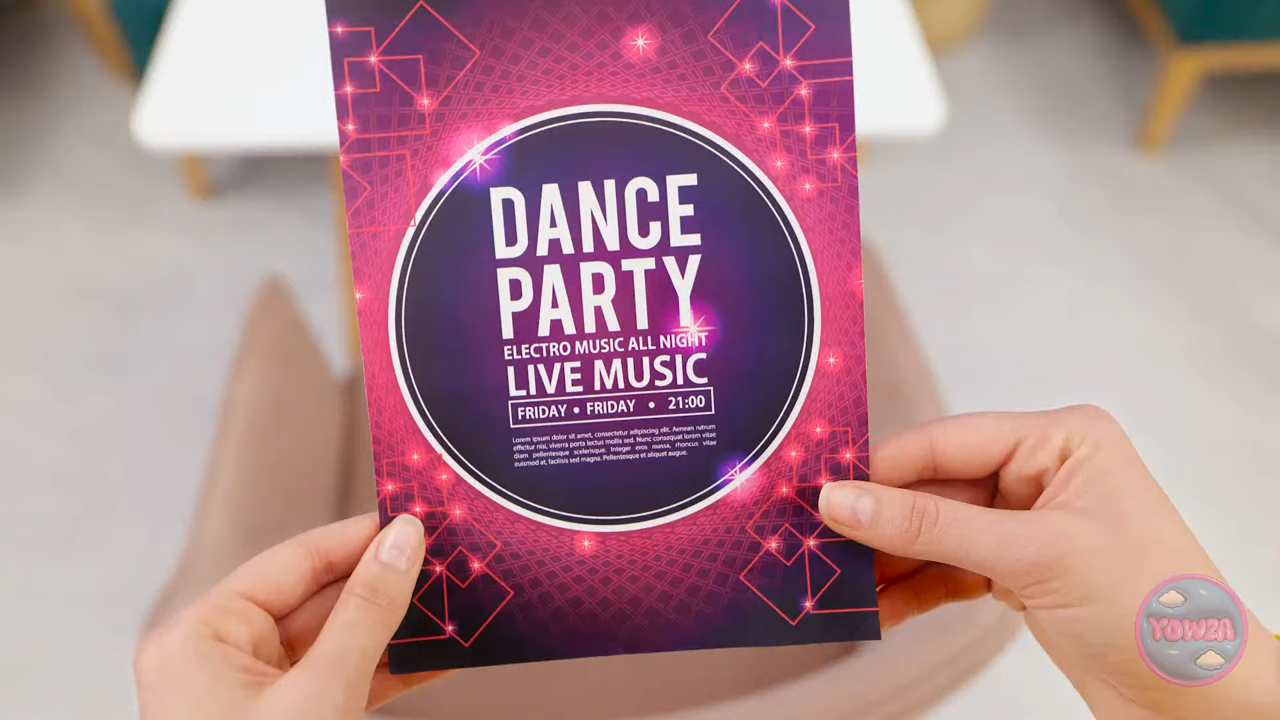 DANCE
PARTY
ELECTRO MUSIC ALL NIGHT
LIVE MUSIC
FRIDAY • FRIDAY • 21:00
Lorem ipsum dolor sit amet, consectetur adipiscing elit. Aenean rutrum
efficitur nisi, viverra porta lectus mollis sed. Nunc consequat lorem vitae
diam pellentesque scelerisque. Integer eros massa, rhoncus vitae
euismod at, facilisis sed magna. Pellentesque et aliquet augue.
YOWZA